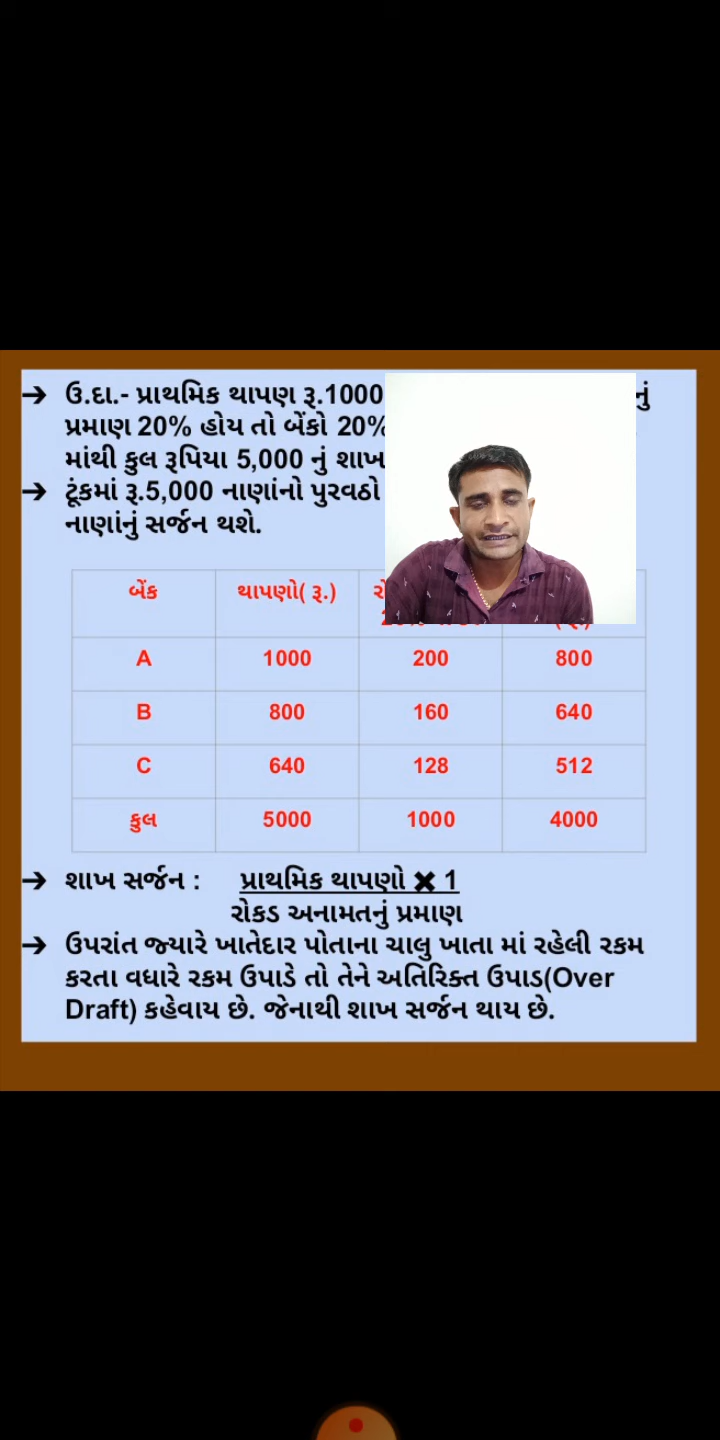 ➔ ઉ.દા.- પ્રાથમિક થાપણ રૂ.1000 નું
પ્રમાણ 20% હોય તો બેંકો 20%
માંથી કુલ રૂપિયા 5,000 નું શાખ
➔ ટૂંકમાં રૂ.5,000 નાણાંનો પુરવઠો
નાણાંનું સર્જન થશે.
બેંક થાપણો( રૂ.)
A 1000 200 800
B 800 160 640
C 640 128 512
કુલ 5000 1000 4000
➔ શાખ સર્જન : પ્રાથમિક થાપણો ✖ 1
રોકડ અનામતનું પ્રમાણ
➔ ઉપરાંત જ્યારે ખાતેદાર પોતાના ચાલુ ખાતા માં રહેલી રકમ
કરતા વધારે રકમ ઉપાડે તો તેને અતિરિક્ત ઉપાડ(Over
Draft) કહેવાય છે. જેનાથી શાખ સર્જન થાય છે.